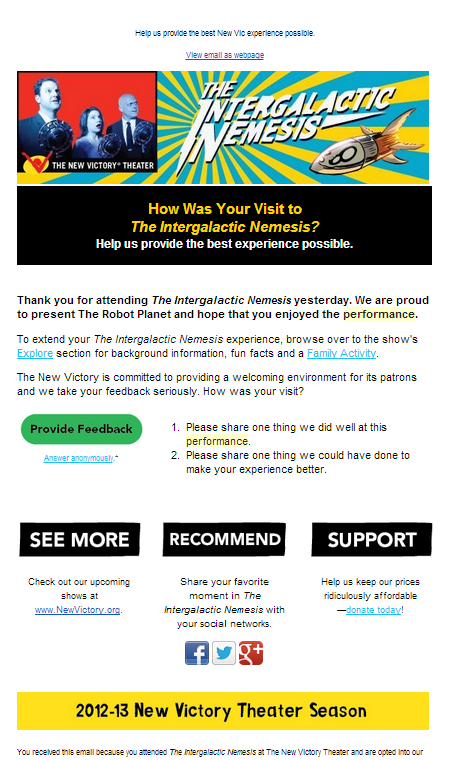 Help us provide the best New Vic experience possible.
View email as webpage
THE
INTERGALACTIC
NEMESIS
8
THE NEW VICTORY® THEATER
How Was Your Visit to
The Intergalactic Nemesis?
Help us provide the best experience possible.
Thank you for attending The Intergalactic Nemesis yesterday. We are proud
to present The Robot Planet and hope that you enjoyed the performance.
To extend your The Intergalactic Nemesis experience, browse over to the show's
Explore section for background information, fun facts and a Family Activity.
The New Victory is committed to providing a welcoming environment for its patrons
and we take your feedback seriously. How was your visit?
Provide Feedback
Answer anonymously.*
1. Please share one thing we did well at this
performance.
2. Please share one thing we could have done to
make your experience better.
SEE MORE
Check out our upcoming
shows at
www.NewVictory.org.
RECOMMEND
Share your favorite
moment in The
Intergalactic Nemesis with
your social networks.
f
g+
SUPPORT
Help us keep our prices
ridiculously affordable
—donate today!
2012-13 New Victory Theater Season
You received this email because you attended The Intergalactic Nemesis at The New Victory Theater and are opted into our